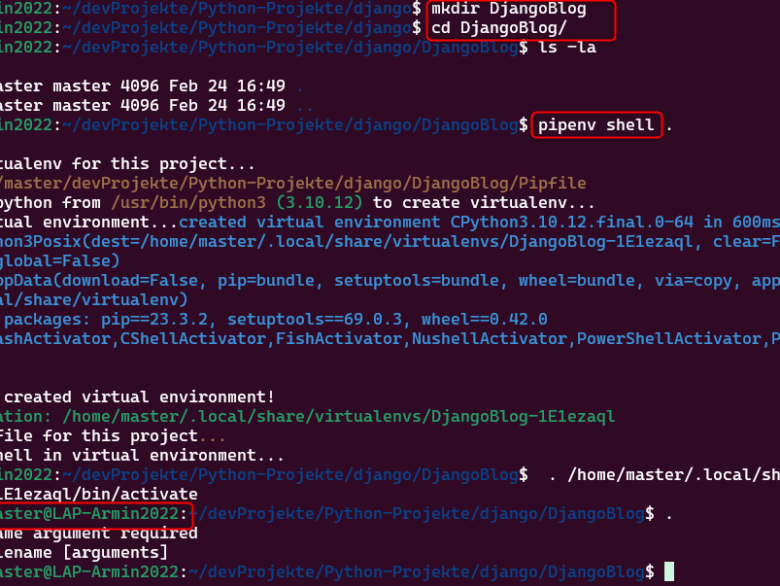 in2022:~/devProjekte/Python-Projekte/django$ mkdir DjangoBlog
in2022:~/devProjekte/Python-Projekte/django$ cd DjangoBlog/
in2022:~/devProjekte/Python-Projekte/django/DjangoBlog$ ls -la
aster master 4096 Feb 24 16:49 .
aster master 4096 Feb 24 16:49 ..
in2022:~/devProjekte/Python-Projekte/django/DjangoBlog$ pipenv shell .
tualenv for this project...
/master/devProjekte/Python-Projekte/django/DjangoBlog/Pipfile
python from /usr/bin/python3 (3.10.12) to create virtualenv...
tual environment...created virtual environment CPython3.10.12.final.0-64 in 600ms
hon3Posix(dest=/home/master/.local/share/virtualenvs/DjangoBlog-1E1ezaql, clear=F
global=False)
ppData(download=False, pip=bundle, setuptools=bundle, wheel=bundle, via=copy, app
al/share/virtualenv)
packages: pip==23.3.2, setuptools==69.0.3, wheel==0.42.0
ashActivator,CShellActivator,FishActivator,NushellActivator,PowerShellActivator,P
created virtual environment!
ation: /home/master/.local/share/virtualenvs/DjangoBlog-1E1ezaql
file for this project...
hell in virtual environment...
in2022:~/devProjekte/Python-Projekte/django/DjangoBlog$  . /home/master/.local/sh
1E1ezaql/bin/activate
aster@LAP-Armin2022:~/devProjekte/Python-Projekte/django/DjangoBlog$ .
ame argument required
lename [arguments]
aster@LAP-Armin2022:~/devProjekte/Python-Projekte/django/DjangoBlog$